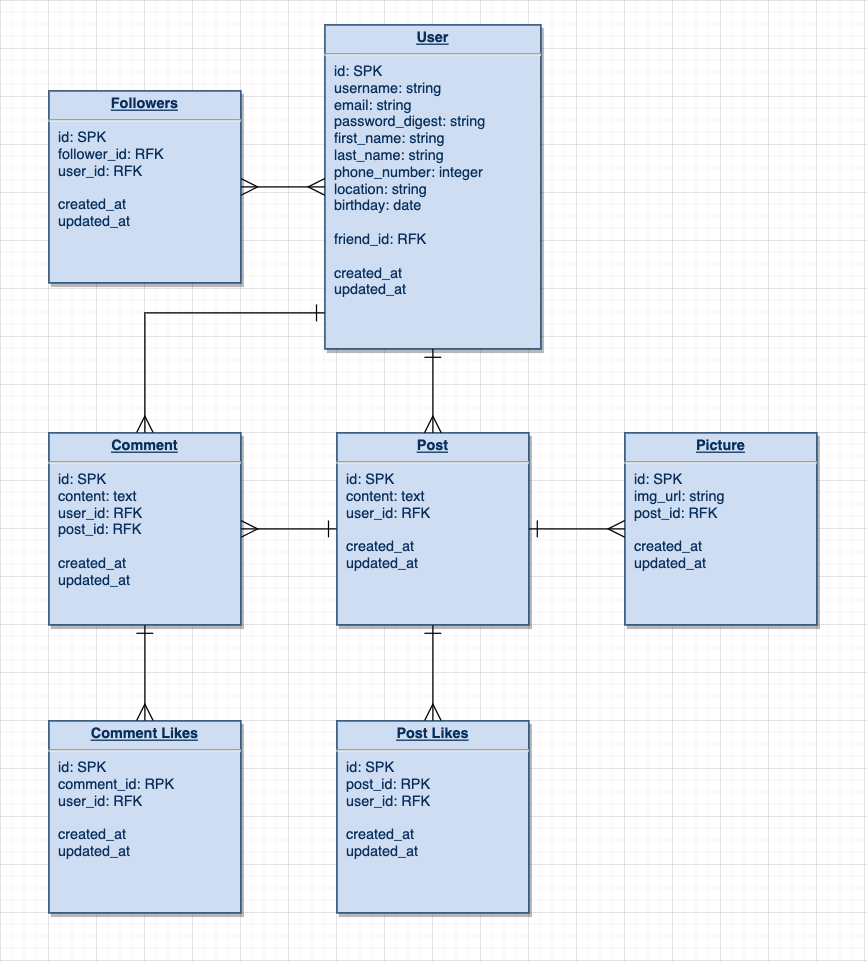 User
id: SPK
username: string
email: string
password_digest: string
first_name: string
last_name: string
phone_number: integer
location: string
birthday: date
friend_id: RFK
created_at
updated_at
Followers
id: SPK
follower_id: RFK
user_id: RFK
created_at
updated_at
Comment
id: SPK
content: text
user_id: RFK
post_id: RFK
created_at
updated_at
Post
id: SPK
content: text
user_id: RFK
created_at
updated_at
Picture
id: SPK
img_url: string
post_id: RFK
created_at
updated_at
Comment Likes
id: SPK
comment_id: RPK
user_id: RFK
created_at
updated_at
Post Likes
id: SPK
post_id: RPK
user_id: RFK
created_at
updated_at